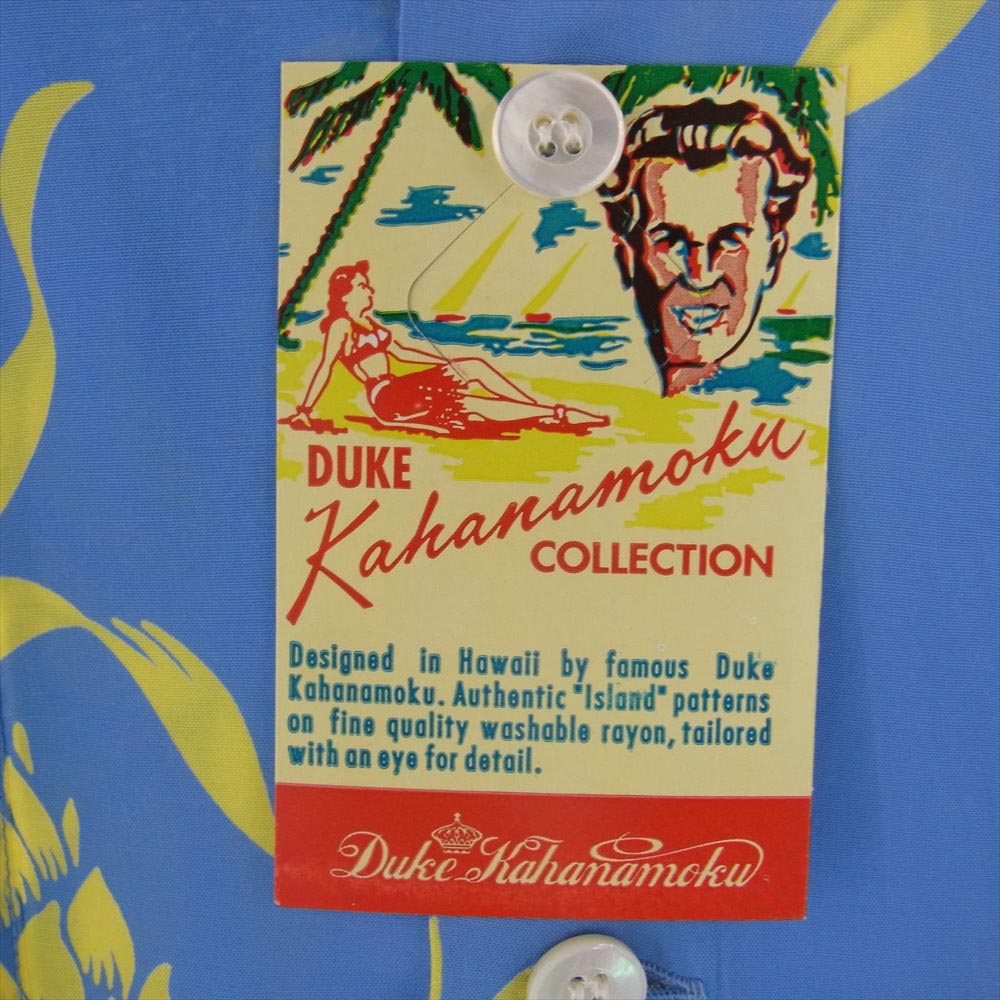 DUKE
Kahanamoku
COLLECTION
Designed in Hawaii by famous Duke
Kahanamoku. Authentic "Island" patterns
on fine quality washable rayon, tailored
with an eye for detail.
Duke Kahanamoku